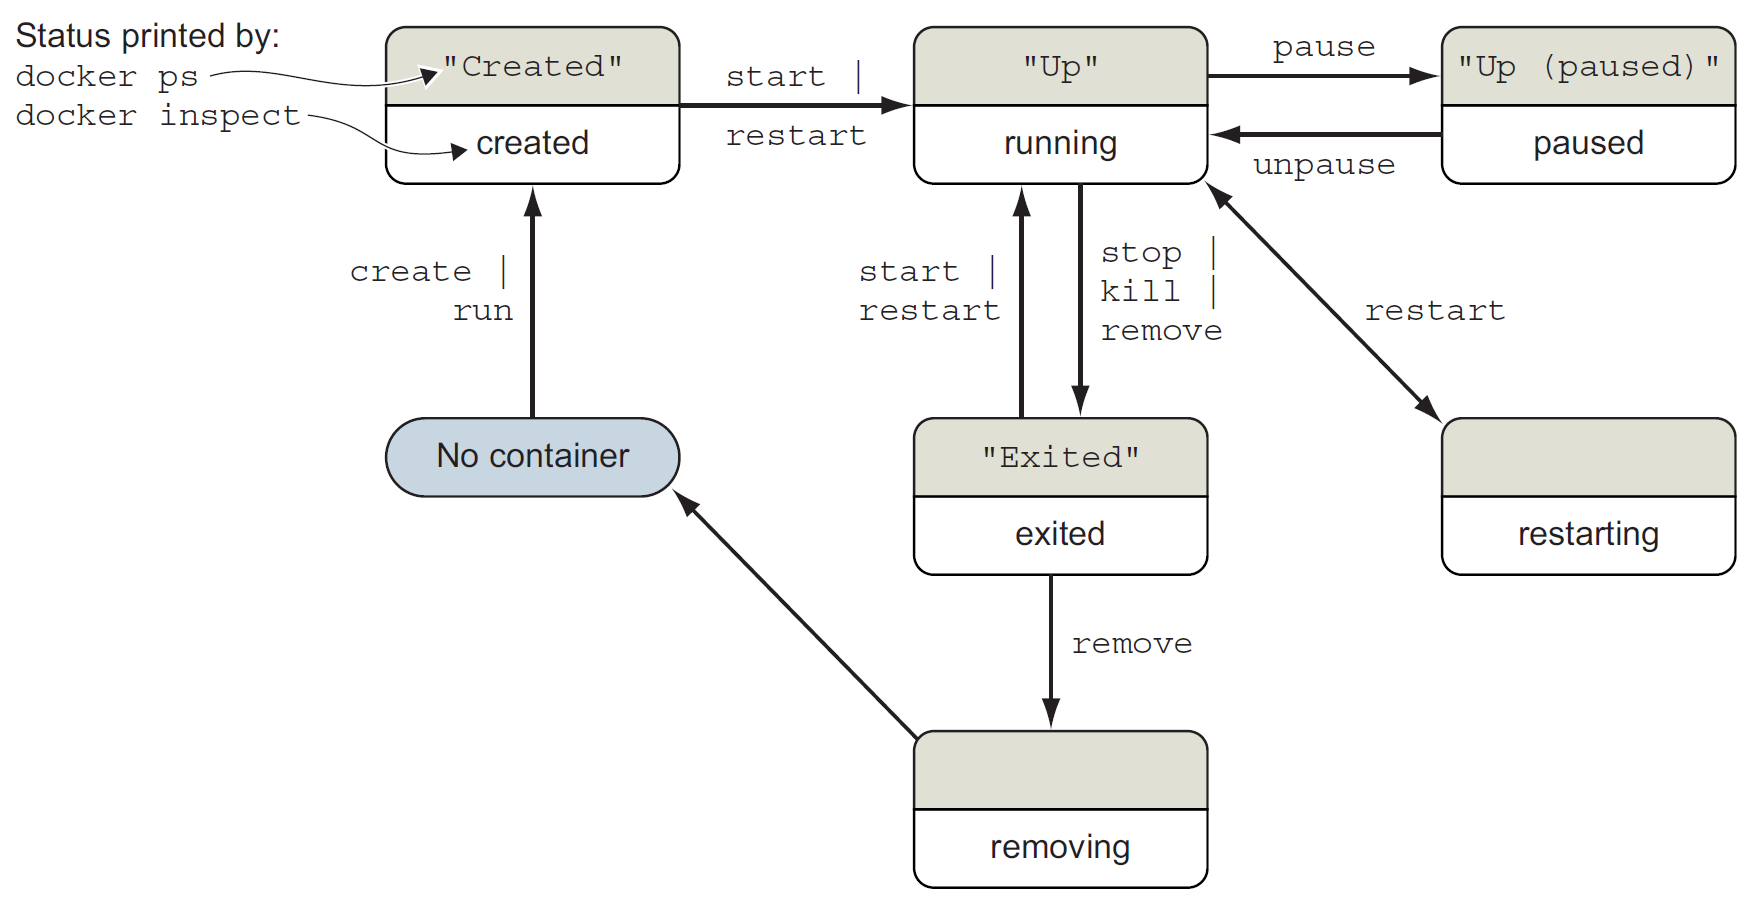 Status printed by:
docker ps
docker inspect
"Created"
created
start |
restart
"Up"
running
pause
unpause
"Up (paused)"
paused
create |
run
start |
restart
stop |
kill |
remove
restart
No container
"Exited"
exited
restarting
remove
removing